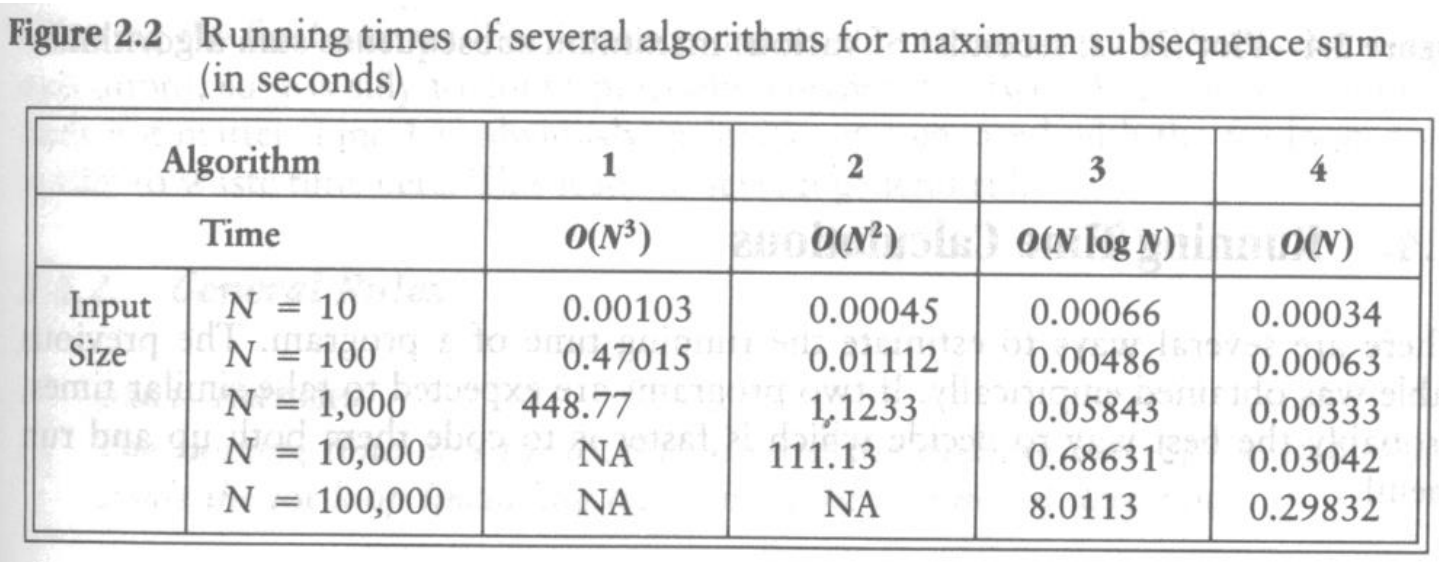 Figure 2.2 Running times of several algorithms for maximum subsequence sum
(in seconds)
Algorithm 1 2 3 4
Time O(N³) O(N²) O(N log N) O(N)
Input N = 10 0.00103 0.00045 0.00066 0.00034
Size N = 100 0.47015 0.01112 0.00486 0.00063
N = 1,000 448.77 1.1233 0.05843 0.00333
N = 10,000 NA 111.13 0.68631 0.03042
N = 100,000 NA NA 8.0113 0.29832